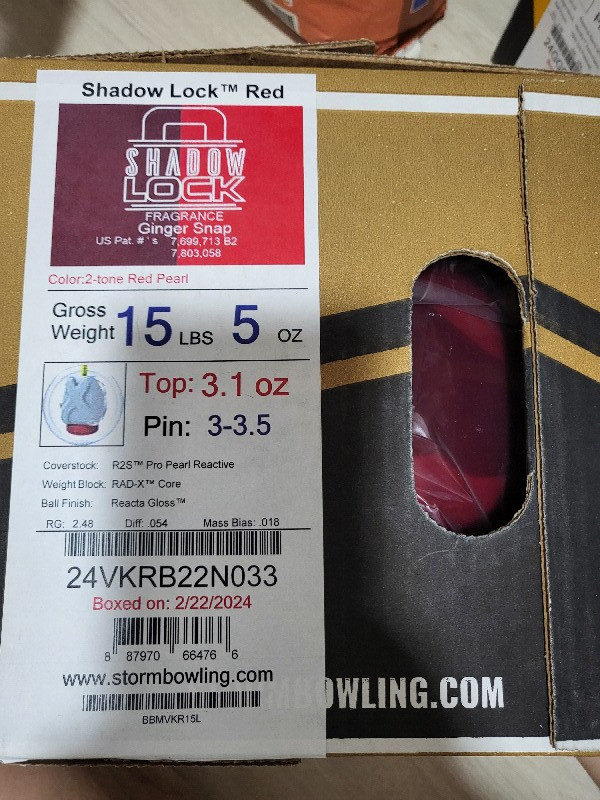 Shadow Lock™ Red
SHADOW
LOCK
FRAGRANCE
Ginger Snap
US Pat. #'s 7,699,713 B2
7,803,058
Color:2-tone Red Pearl
Gross Weight 15 LBS 5 OZ
Top: 3.1 oz
Pin: 3-3.5
Coverstock: R2S™ Pro Pearl Reactive
Weight Block: RAD-X™ Core
Ball Finish: Reacta Gloss™
RG: 2.48 Diff: .054 Mass Bias: .018
24VKRB22N033
Boxed on: 2/22/2024
8 87970 66476 6
www.stormbowling.com
BBMVKR15L
MBOWLING.COM